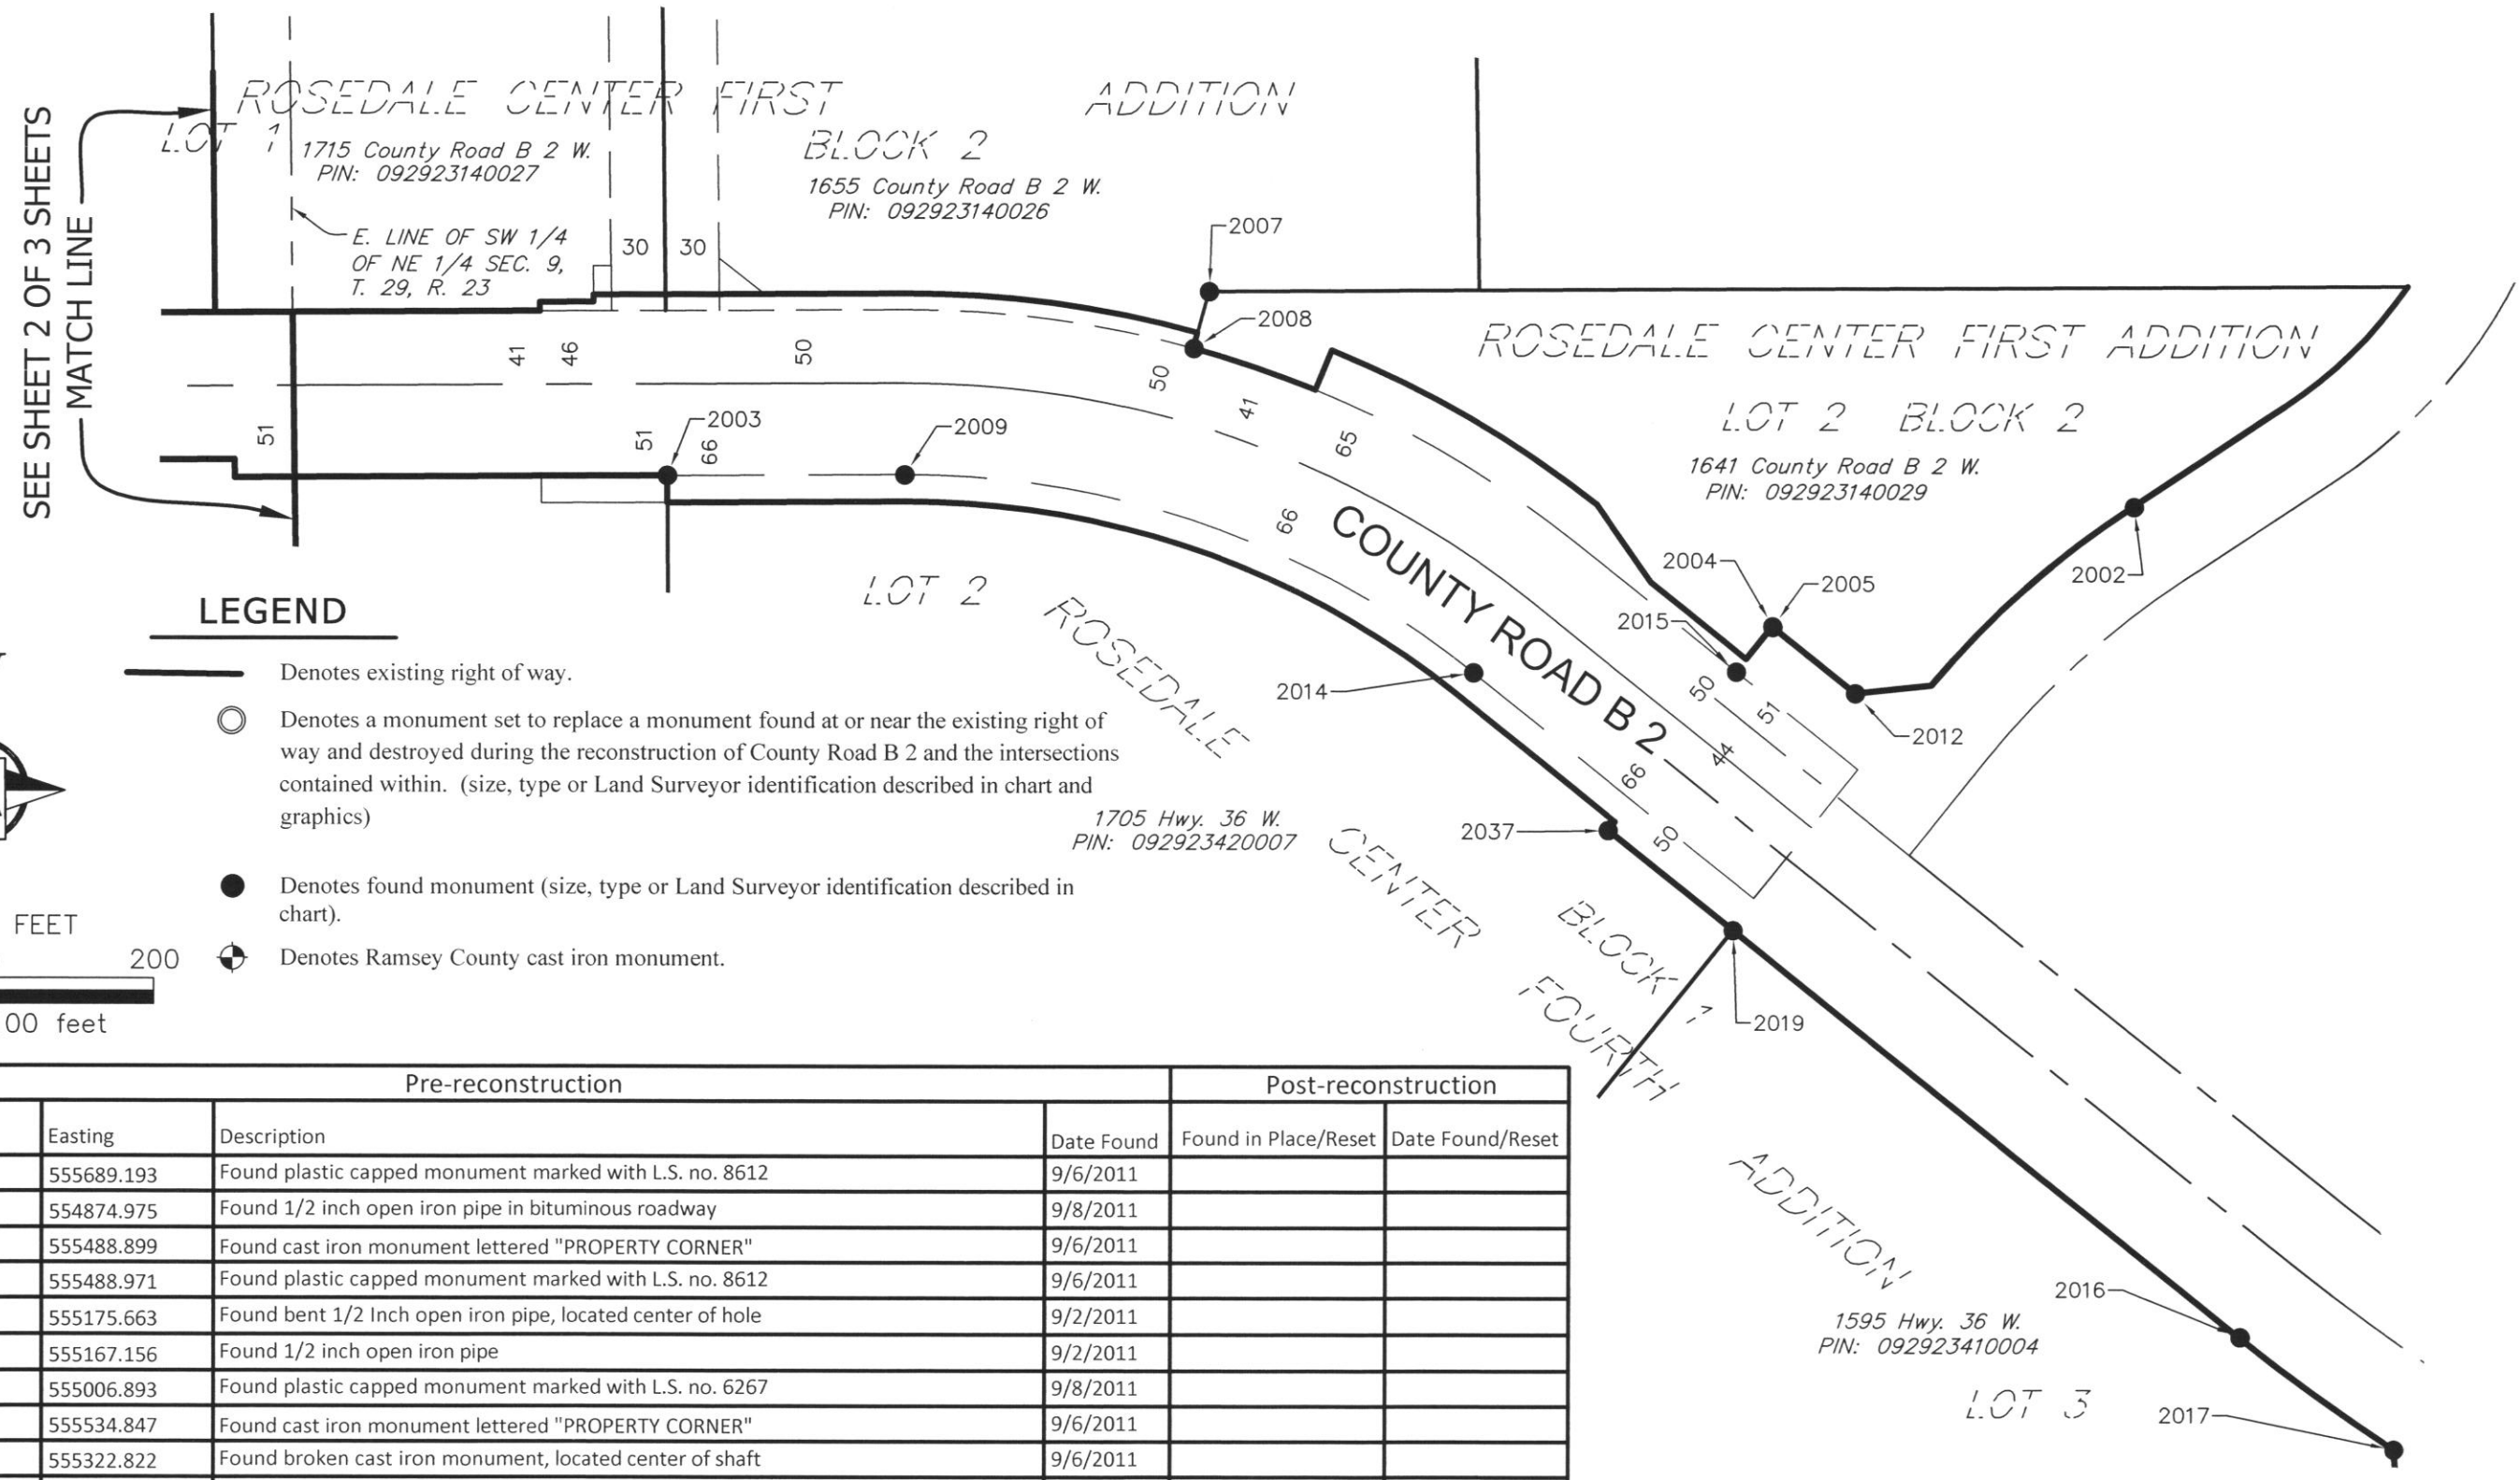 SEE SHEET 2 OF 3 SHEETS
MATCH LINE
ROSEDALE CENTER FIRST ADDITION
LOT 1
1715 County Road B 2 W.
PIN: 092923140027
BLOCK 2
1655 County Road B 2 W.
PIN: 092923140026
E. LINE OF SW 1/4
OF NE 1/4 SEC. 9,
T. 29, R. 23
30
30
2007
2008
41
46
50
50
41
65
51
51
66
2003
2009
66
ROSEDALE CENTER FIRST ADDITION
LOT 2 BLOCK 2
1641 County Road B 2 W.
PIN: 092923140029
2004
2005
2002
2015
2012
COUNTY ROAD B 2
50
51
44
66
50
2014
2037
2019
LOT 2
ROSEDALE
CENTER
FOURTH
ADDITION
BLOCK 1
1705 Hwy. 36 W.
PIN: 092923420007
2016
1595 Hwy. 36 W.
PIN: 092923410004
LOT 3
2017
LEGEND
Denotes existing right of way.
Denotes a monument set to replace a monument found at or near the existing right of
way and destroyed during the reconstruction of County Road B 2 and the intersections
contained within. (size, type or Land Surveyor identification described in chart and
graphics)
Denotes found monument (size, type or Land Surveyor identification described in
chart).
Denotes Ramsey County cast iron monument.
FEET
200
00 feet
Pre-reconstruction Post-reconstruction
Easting Description Date Found Found in Place/Reset Date Found/Reset
555689.193 Found plastic capped monument marked with L.S. no. 8612 9/6/2011
554874.975 Found 1/2 inch open iron pipe in bituminous roadway 9/8/2011
555488.899 Found cast iron monument lettered "PROPERTY CORNER" 9/6/2011
555488.971 Found plastic capped monument marked with L.S. no. 8612 9/6/2011
555175.663 Found bent 1/2 Inch open iron pipe, located center of hole 9/2/2011
555167.156 Found 1/2 inch open iron pipe 9/2/2011
555006.893 Found plastic capped monument marked with L.S. no. 6267 9/8/2011
555534.847 Found cast iron monument lettered "PROPERTY CORNER" 9/6/2011
555322.822 Found broken cast iron monument, located center of shaft 9/6/2011